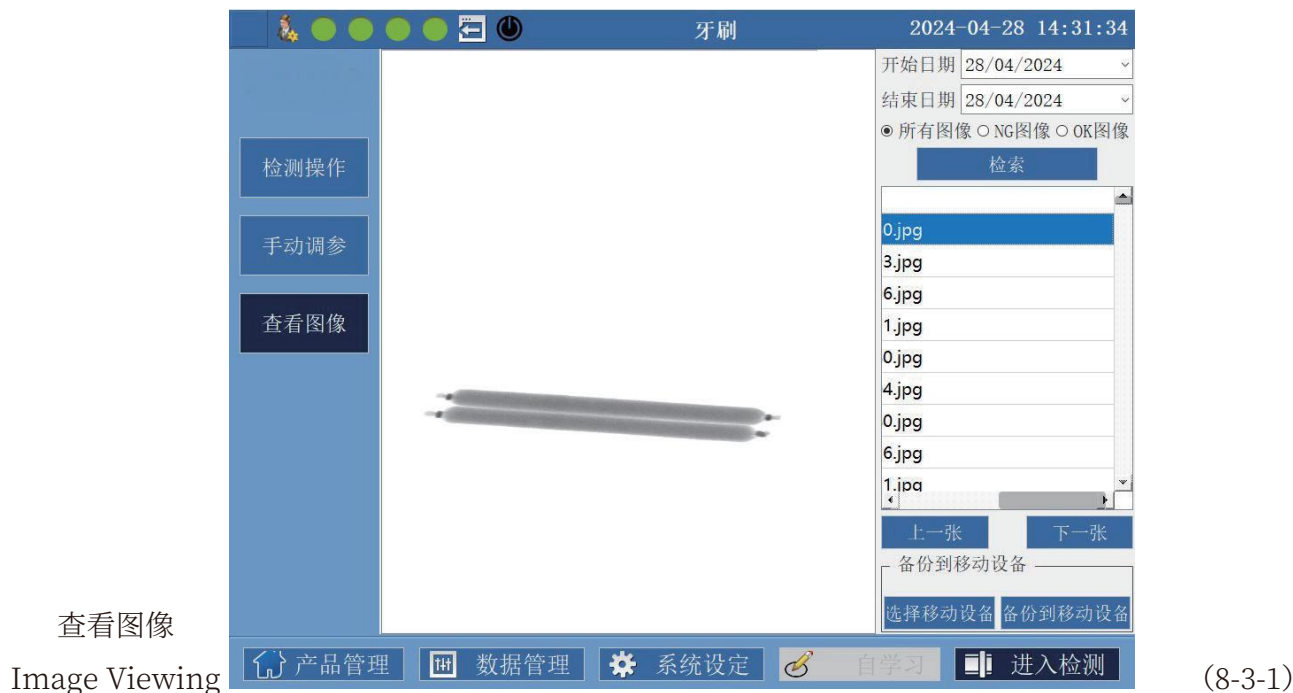 牙刷
2024-04-28 14:31:34
检测操作
手动调参
查看图像
开始日期 28/04/2024
结束日期 28/04/2024
所有图像 NG图像 OK图像
检索
0.jpg
3.jpg
6.jpg
1.jpg
0.jpg
4.jpg
0.jpg
6.jpg
1.jpg
上一张 下一张
备份到移动设备
选择移动设备 备份到移动设备
产品管理 数据管理 系统设定 自学习 进入检测
查看图像
Image Viewing
(8-3-1)